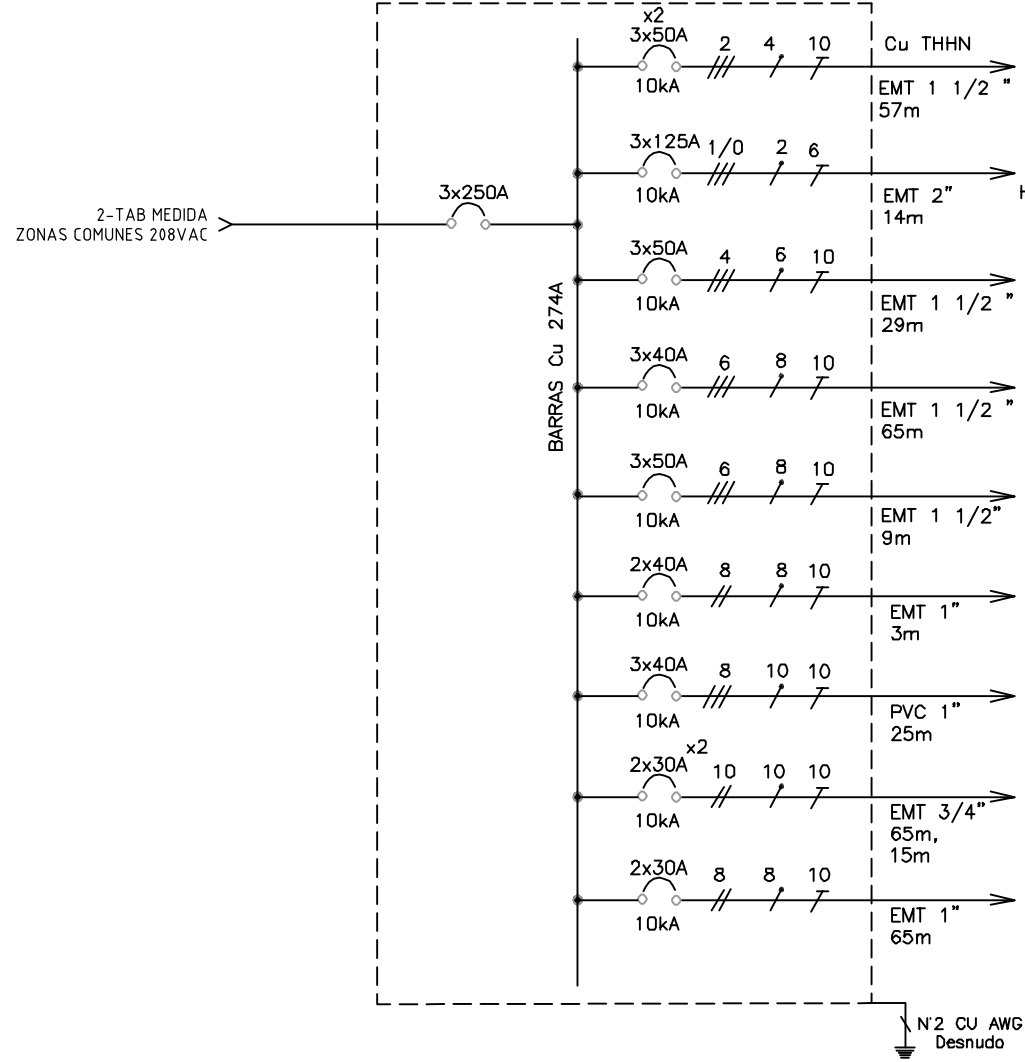 x2
3x50A 2 4 10 Cu THHN
10kA
EMT 1 1/2 "
57m
3x125A 1/0 2 6
10kA
EMT 2"
14m
H
3x250A
2-TAB MEDIDA
ZONAS COMUNES 208VAC
3x50A 4 6 10
10kA
EMT 1 1/2 "
29m
BARRAS Cu 274A
3x40A 6 8 10
10kA
EMT 1 1/2 "
65m
3x50A 6 8 10
10kA
EMT 1 1/2"
9m
2x40A 8 8 10
10kA
EMT 1"
3m
3x40A 8 10 10
10kA
PVC 1"
25m
x2
2x30A 10 10 10
10kA
EMT 3/4"
65m,
15m
2x30A 8 8 10
10kA
EMT 1"
65m
N'2 CU AWG
Desnudo